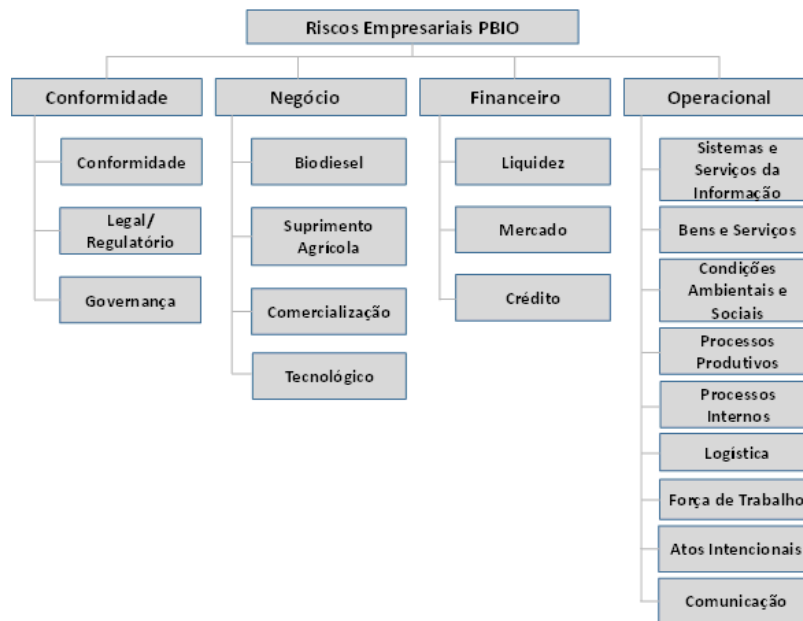 Riscos Empresariais PBIO
Conformidade
Negócio
Financeiro
Operacional
Conformidade
Legal/
Regulatório
Governança
Biodiesel
Suprimento
Agrícola
Comercialização
Tecnológico
Liquidez
Mercado
Crédito
Sistemas e
Serviços da
Informação
Bens e Serviços
Condições
Ambientais e
Sociais
Processos
Produtivos
Processos
Internos
Logística
Força de Trabalho
Atos Intencionais
Comunicação